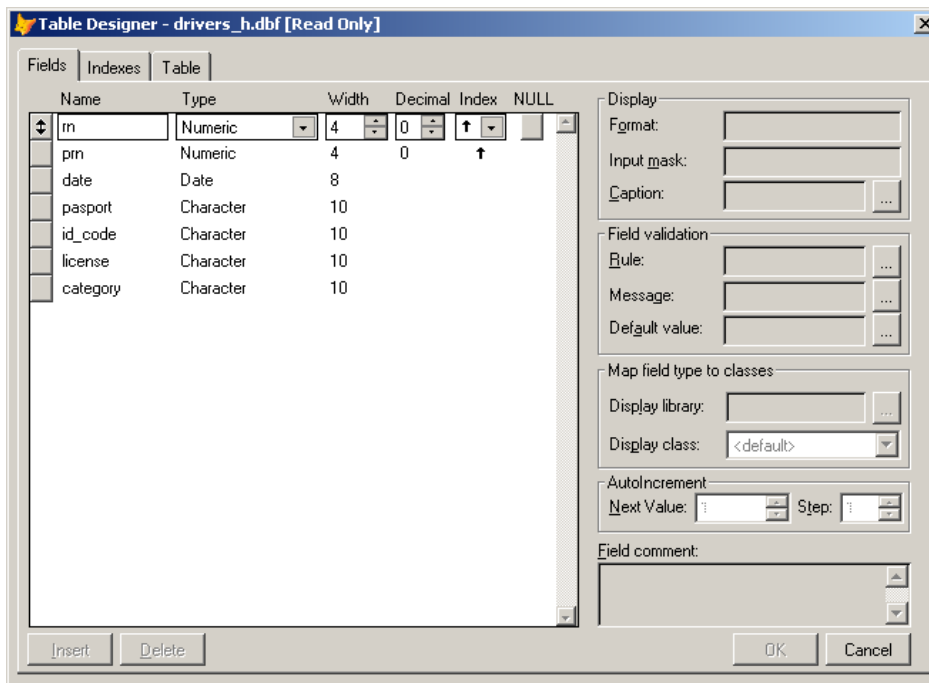 Table Designer - drivers_h.dbf [Read Only]
Fields Indexes Table
Name Type Width Decimal Index NULL
rn Numeric 4 0
prn Numeric 4 0
date Date 8
pasport Character 10
id_code Character 10
license Character 10
category Character 10
Display
Format:
Input mask:
Caption: ...
Field validation
Rule: ...
Message: ...
Default value: ...
Map field type to classes
Display library: ...
Display class: <default>
AutoIncrement
Next Value: 1 Step: 1
Field comment:
Insert Delete OK Cancel